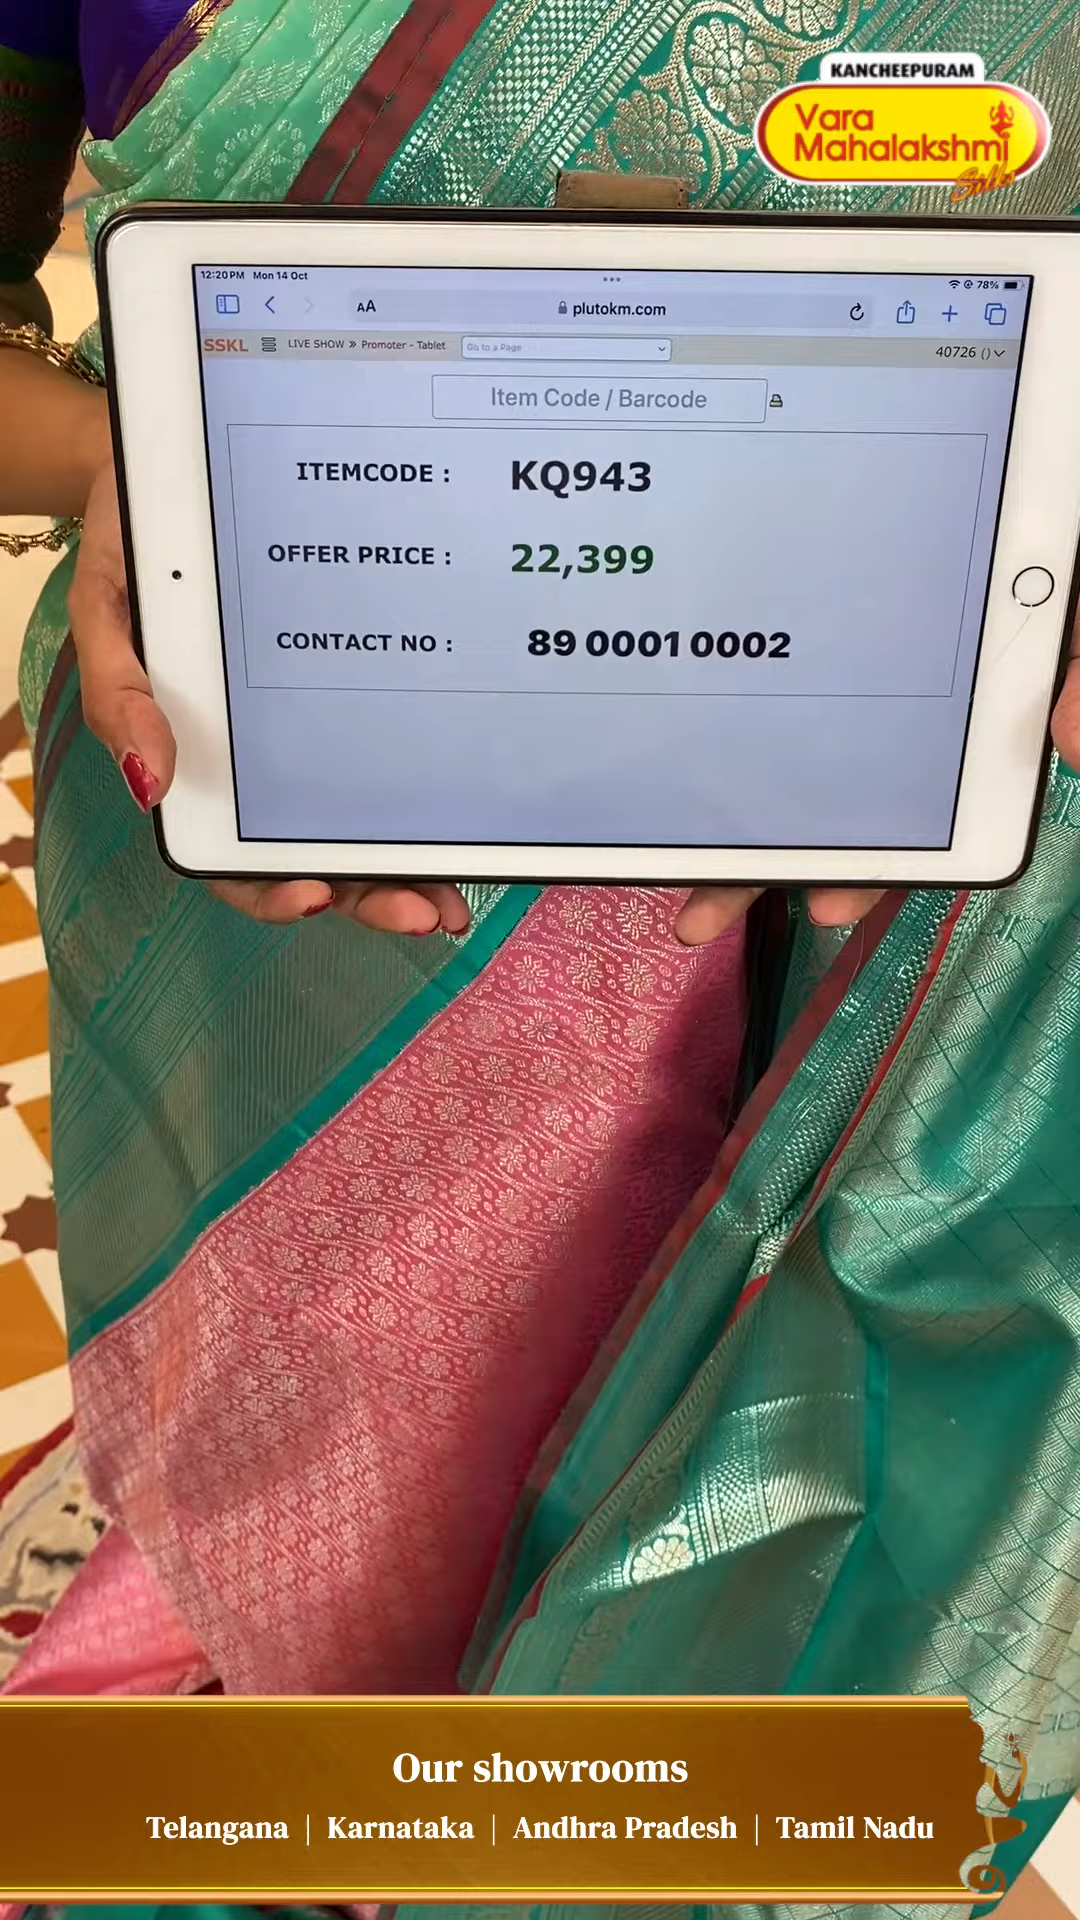 KANCHEEPURAM
Vara
Mahalakshmi
Silks
12:20 PM Mon 14 Oct
78%
AA
plutokm.com
SSKL
LIVE SHOW » Promoter - Tablet
Go to a Page
40726 ()
Item Code / Barcode
ITEMCODE : KQ943
OFFER PRICE : 22,399
CONTACT NO : 89 0001 0002
Our showrooms
Telangana | Karnataka | Andhra Pradesh | Tamil Nadu